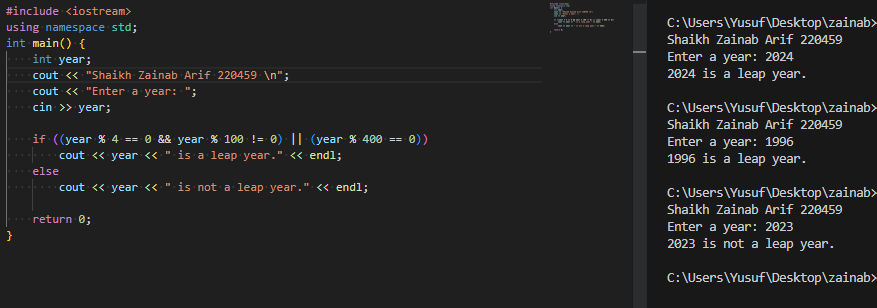 #include <iostream>
using namespace std;
int main() {
    int year;
    cout << "Shaikh Zainab Arif 220459 \n";
    cout << "Enter a year: ";
    cin >> year;
    if ((year % 4 == 0 && year % 100 != 0) || (year % 400 == 0))
        cout << year << " is a leap year." << endl;
    else
        cout << year << " is not a leap year." << endl;
    return 0;
}
C:\Users\Yusuf\Desktop\zainab>
Shaikh Zainab Arif 220459
Enter a year: 2024
2024 is a leap year.
C:\Users\Yusuf\Desktop\zainab>
Shaikh Zainab Arif 220459
Enter a year: 1996
1996 is a leap year.
C:\Users\Yusuf\Desktop\zainab>
Shaikh Zainab Arif 220459
Enter a year: 2023
2023 is not a leap year.
C:\Users\Yusuf\Desktop\zainab>